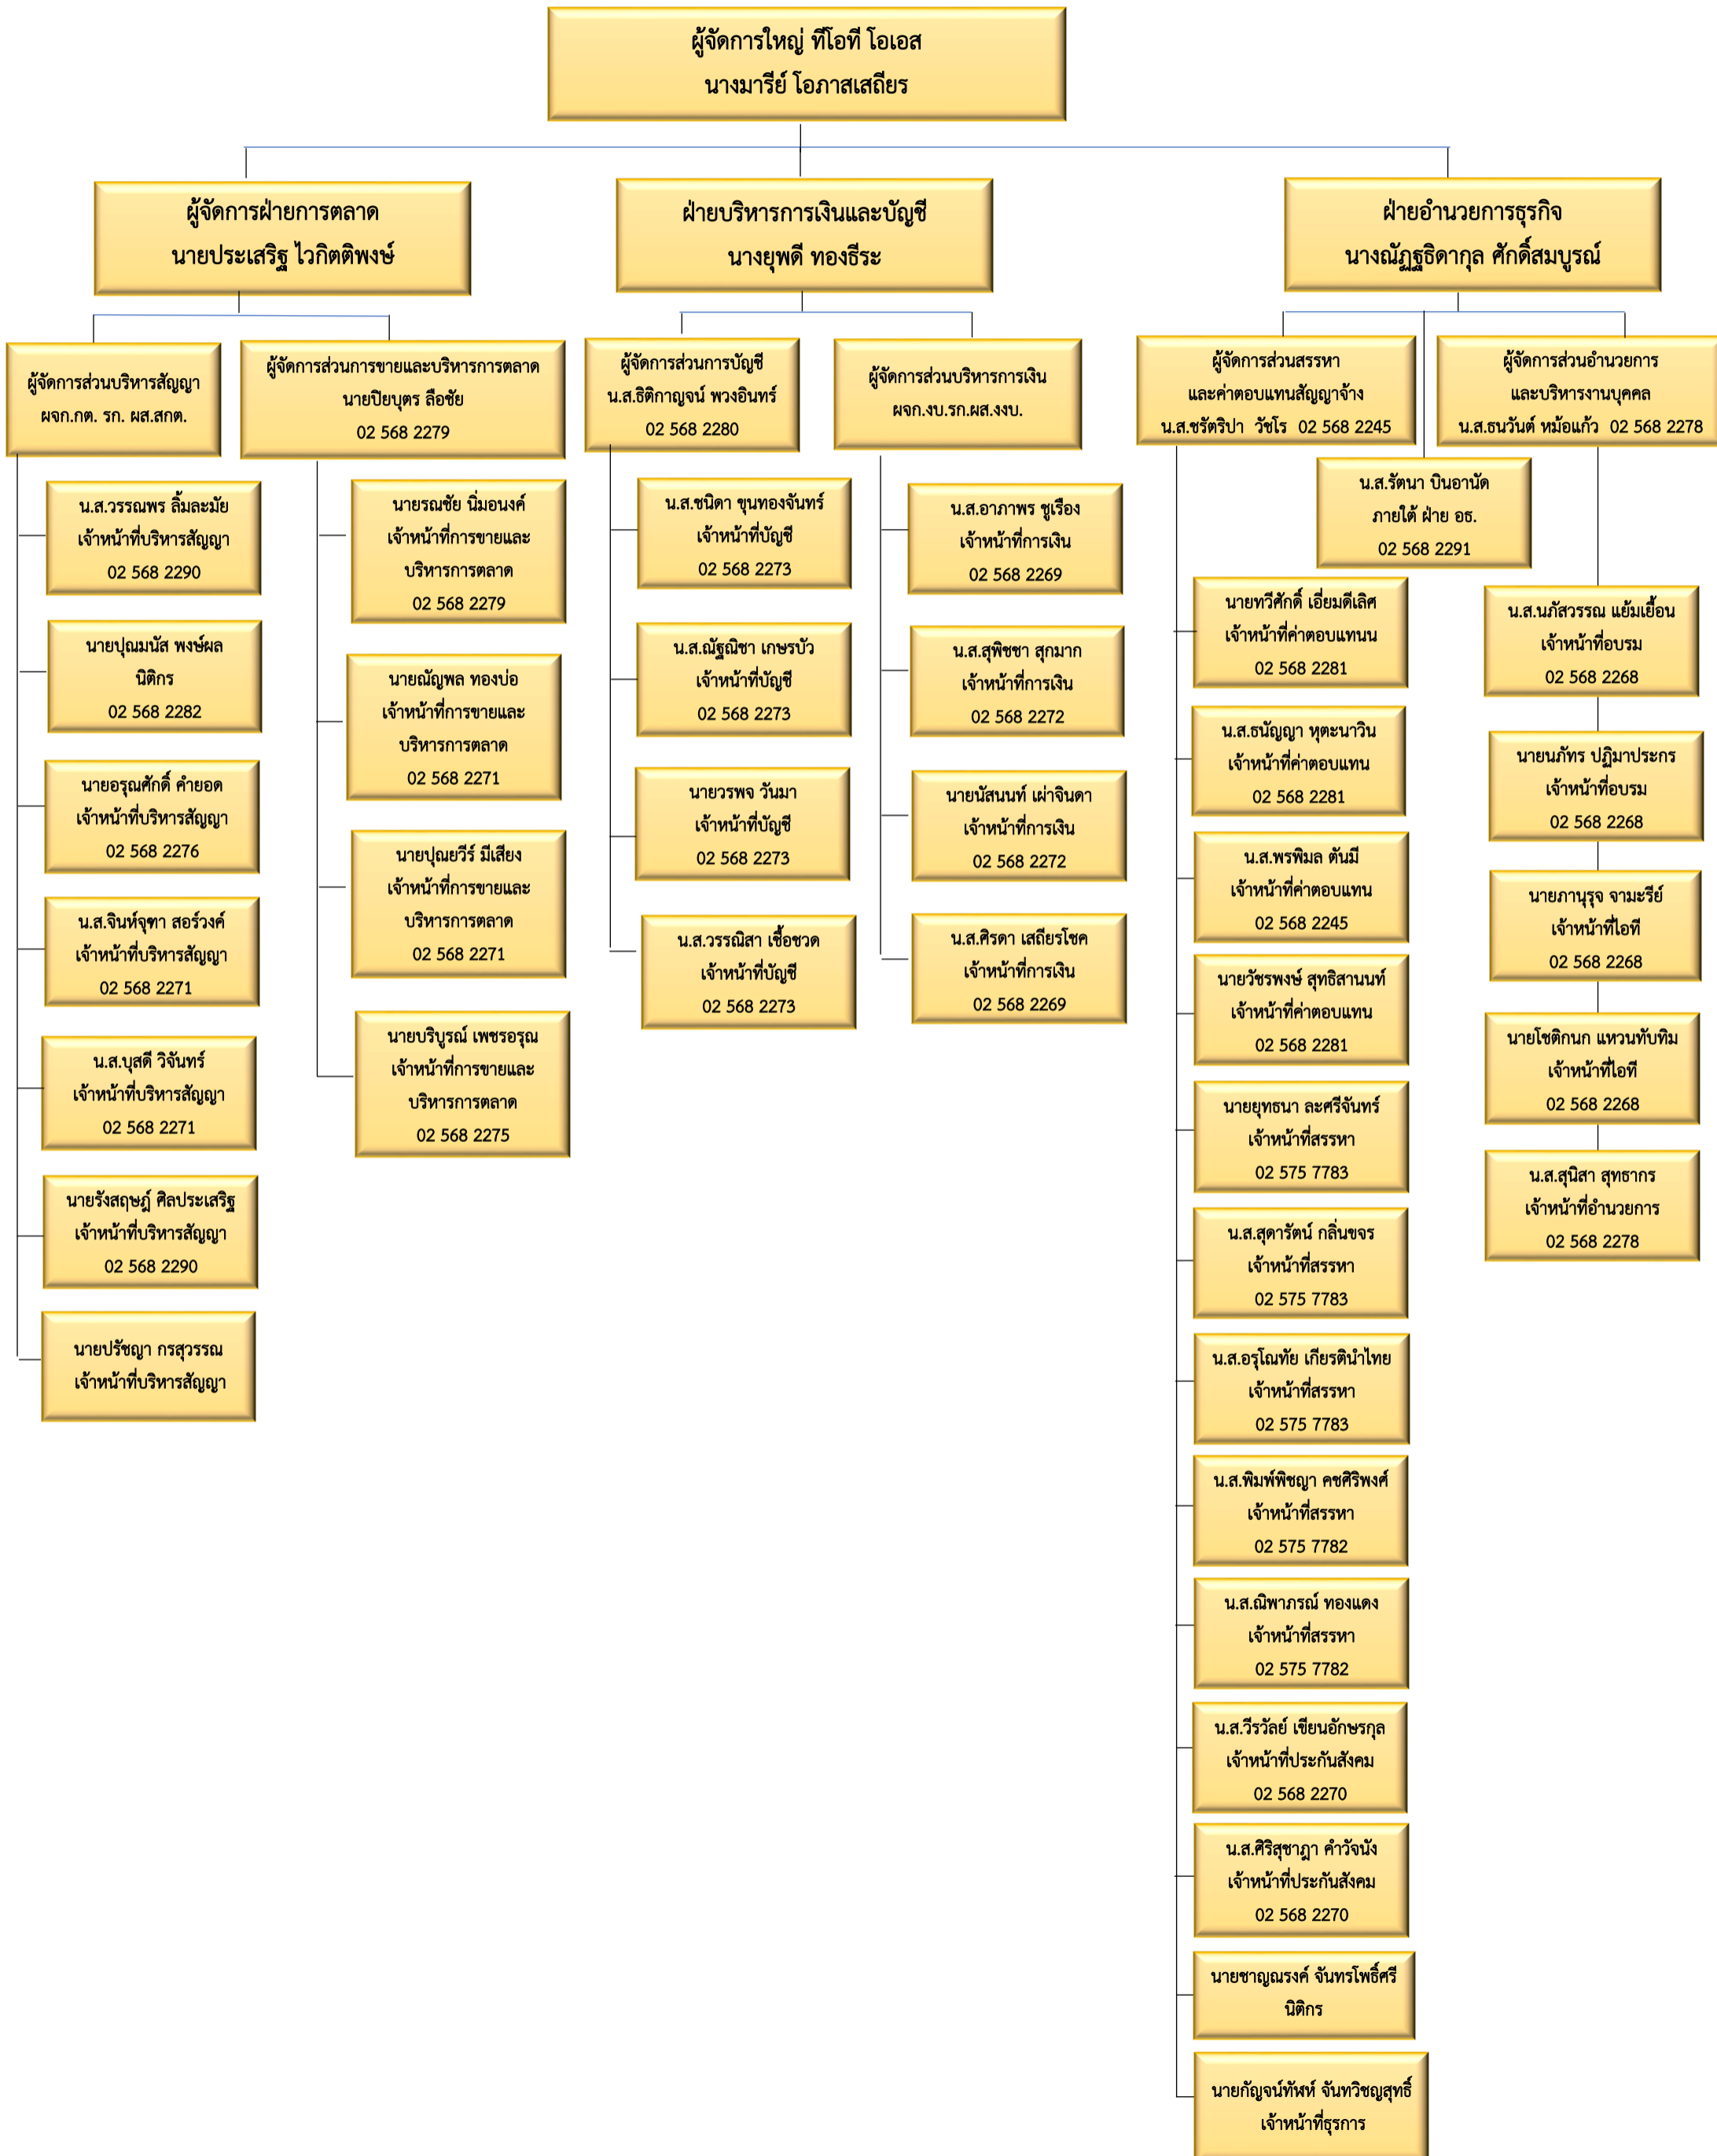 ผู้จัดการใหญ่ ทีโอที โอเอส
นางมารีย์ โอภาสเสถียร
ผู้จัดการฝ่ายการตลาด
นายประเสริฐ ไวกิตติพงษ์
ฝ่ายบริหารการเงินและบัญชี
นางยุพดี ทองธีระ
ฝ่ายอำนวยการธุรกิจ
นางณัฏฐธิดากุล ศักดิ์สมบูรณ์
ผู้จัดการส่วนบริหารสัญญา
ผจก.กต. รก. ผส.สกต.
ผู้จัดการส่วนการขายและบริหารการตลาด
นายปิยบุตร ลือชัย
02 568 2279
ผู้จัดการส่วนการบัญชี
น.ส.ธิติกาญจน์ พวงอินทร์
02 568 2280
ผู้จัดการส่วนบริหารการเงิน
ผจก.งบ.รก.ผส.งงบ.
ผู้จัดการส่วนสรรหา
และค่าตอบแทนสัญญาจ้าง
น.ส.ชรัตริปา วัชโร 02 568 2245
ผู้จัดการส่วนอำนวยการ
และบริหารงานบุคคล
น.ส.ธนวันต์ หม้อแก้ว 02 568 2278
น.ส.รัตนา บินอานัด
ภายใต้ ฝ่าย อธ.
02 568 2291
น.ส.วรรณพร ลิ้มละมัย
เจ้าหน้าที่บริหารสัญญา
02 568 2290
นายปุณมนัส พงษ์ผล
นิติกร
02 568 2282
นายอรุณศักดิ์ คำยอด
เจ้าหน้าที่บริหารสัญญา
02 568 2276
น.ส.จินห์จุฑา สอร์วงค์
เจ้าหน้าที่บริหารสัญญา
02 568 2271
น.ส.บุสดี วิจันทร์
เจ้าหน้าที่บริหารสัญญา
02 568 2271
นายรังสฤษฎ์ ศิลประเสริฐ
เจ้าหน้าที่บริหารสัญญา
02 568 2290
นายปรัชญา กรสุวรรณ
เจ้าหน้าที่บริหารสัญญา
นายรณชัย นิ่มอนงค์
เจ้าหน้าที่การขายและ
บริหารการตลาด
02 568 2279
นายณัญพล ทองบ่อ
เจ้าหน้าที่การขายและ
บริหารการตลาด
02 568 2271
นายปุณยวีร์ มีเสียง
เจ้าหน้าที่การขายและ
บริหารการตลาด
02 568 2271
นายบริบูรณ์ เพชรอรุณ
เจ้าหน้าที่การขายและ
บริหารการตลาด
02 568 2275
น.ส.ชนิดา ขุนทองจันทร์
เจ้าหน้าที่บัญชี
02 568 2273
น.ส.ณัฐณิชา เกษรบัว
เจ้าหน้าที่บัญชี
02 568 2273
นายวรพจ วันมา
เจ้าหน้าที่บัญชี
02 568 2273
น.ส.วรรณิสา เชื้อชวด
เจ้าหน้าที่บัญชี
02 568 2273
น.ส.อาภาพร ชูเรือง
เจ้าหน้าที่การเงิน
02 568 2269
น.ส.สุพิชชา สุกมาก
เจ้าหน้าที่การเงิน
02 568 2272
นายนัสนนท์ เผ่าจินดา
เจ้าหน้าที่การเงิน
02 568 2272
น.ส.ศิรดา เสถียรโชค
เจ้าหน้าที่การเงิน
02 568 2269
นายทวีศักดิ์ เอี่ยมดีเลิศ
เจ้าหน้าที่ค่าตอบแทนน
02 568 2281
น.ส.ธนัญญา หุตะนาวิน
เจ้าหน้าที่ค่าตอบแทน
02 568 2281
น.ส.พรพิมล ตันมี
เจ้าหน้าที่ค่าตอบแทน
02 568 2245
นายวัชรพงษ์ สุทธิสานนท์
เจ้าหน้าที่ค่าตอบแทน
02 568 2281
นายยุทธนา ละศรีจันทร์
เจ้าหน้าที่สรรหา
02 575 7783
น.ส.สุดารัตน์ กลิ่นขจร
เจ้าหน้าที่สรรหา
02 575 7783
น.ส.อรุโณทัย เกียรตินำไทย
เจ้าหน้าที่สรรหา
02 575 7783
น.ส.พิมพ์พิชญา คชศิริพงศ์
เจ้าหน้าที่สรรหา
02 575 7782
น.ส.ณิพาภรณ์ ทองแดง
เจ้าหน้าที่สรรหา
02 575 7782
น.ส.วีรวัลย์ เขียนอักษรกุล
เจ้าหน้าที่ประกันสังคม
02 568 2270
น.ส.ศิริสุชาฎา คำวัจนัง
เจ้าหน้าที่ประกันสังคม
02 568 2270
นายชาญณรงค์ จันทรโพธิ์ศรี
นิติกร
นายกัญจน์ทัฬห์ จันทวิชญสุทธิ์
เจ้าหน้าที่ธุรการ
น.ส.นภัสวรรณ แย้มเยื้อน
เจ้าหน้าที่อบรม
02 568 2268
นายนภัทร ปฏิมาประกร
เจ้าหน้าที่อบรม
02 568 2268
นายภานุรุจ จามะรีย์
เจ้าหน้าที่ไอที
02 568 2268
นายโชติกนก แหวนทับทิม
เจ้าหน้าที่ไอที
02 568 2268
น.ส.สุนิสา สุทธากร
เจ้าหน้าที่อำนวยการ
02 568 2278